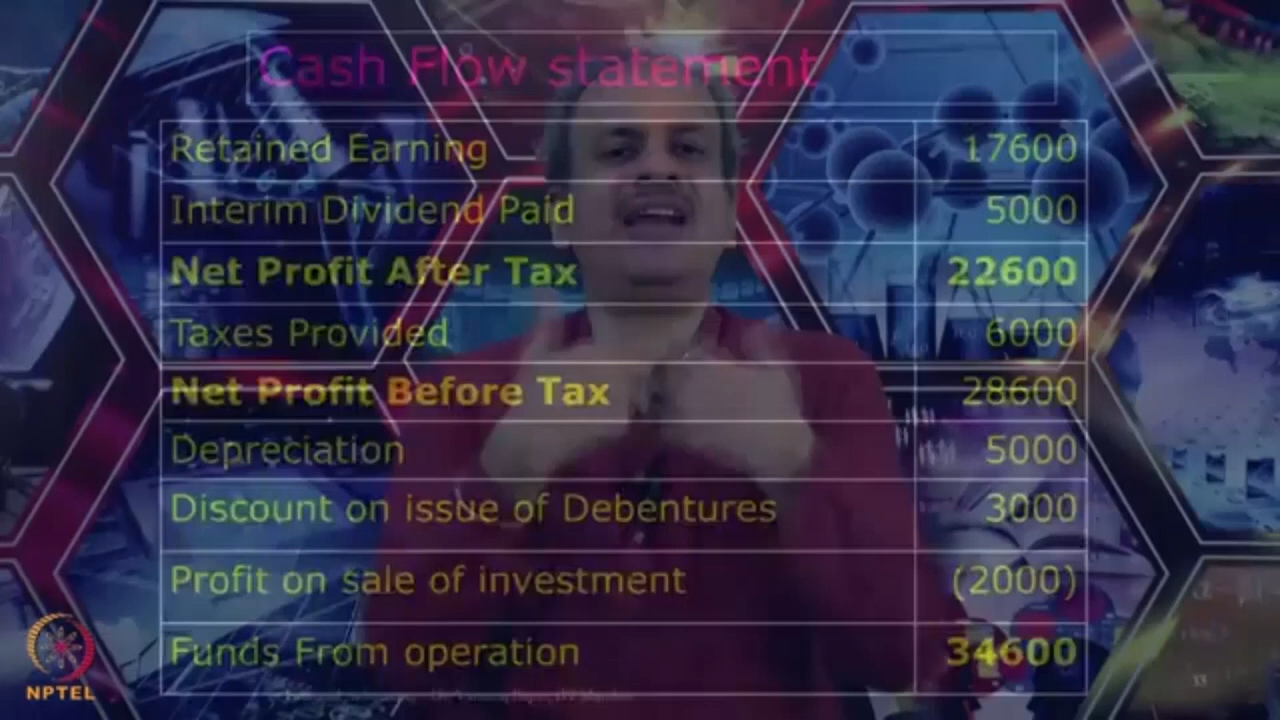 Cash Flow statement
Retained Earning 17600
Interim Dividend Paid 5000
Net Profit After Tax 22600
Taxes Provided 6000
Net Profit Before Tax 28600
Depreciation 5000
Discount on issue of Debentures 3000
Profit on sale of investment (2000)
Funds From operation 34600
NPTEL